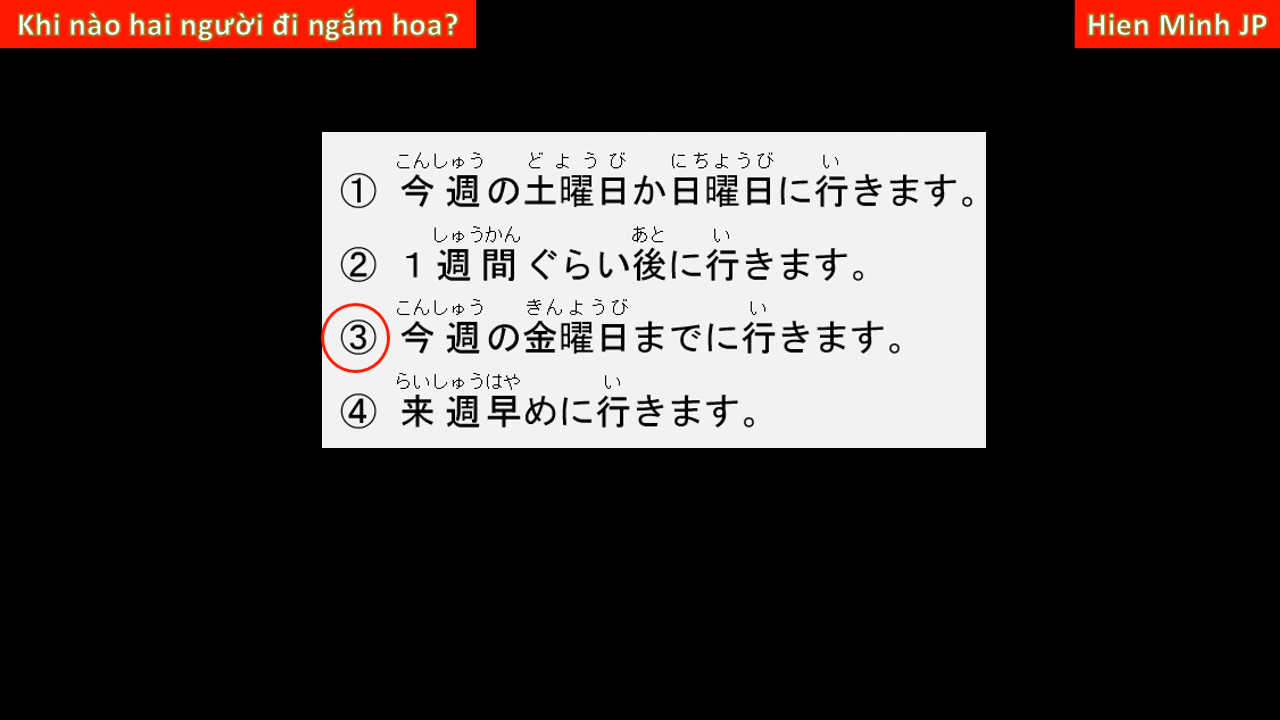 Khi nào hai người đi ngắm hoa?
Hien Minh JP
こんしゅう どようび にちようび い
① 今週の土曜日か日曜日に行きます。
しゅうかん あと い
② 1週間ぐらい後に行きます。
こんしゅう きんようび い
③ 今週の金曜日までに行きます。
らいしゅうはや い
④ 来週早めに行きます。